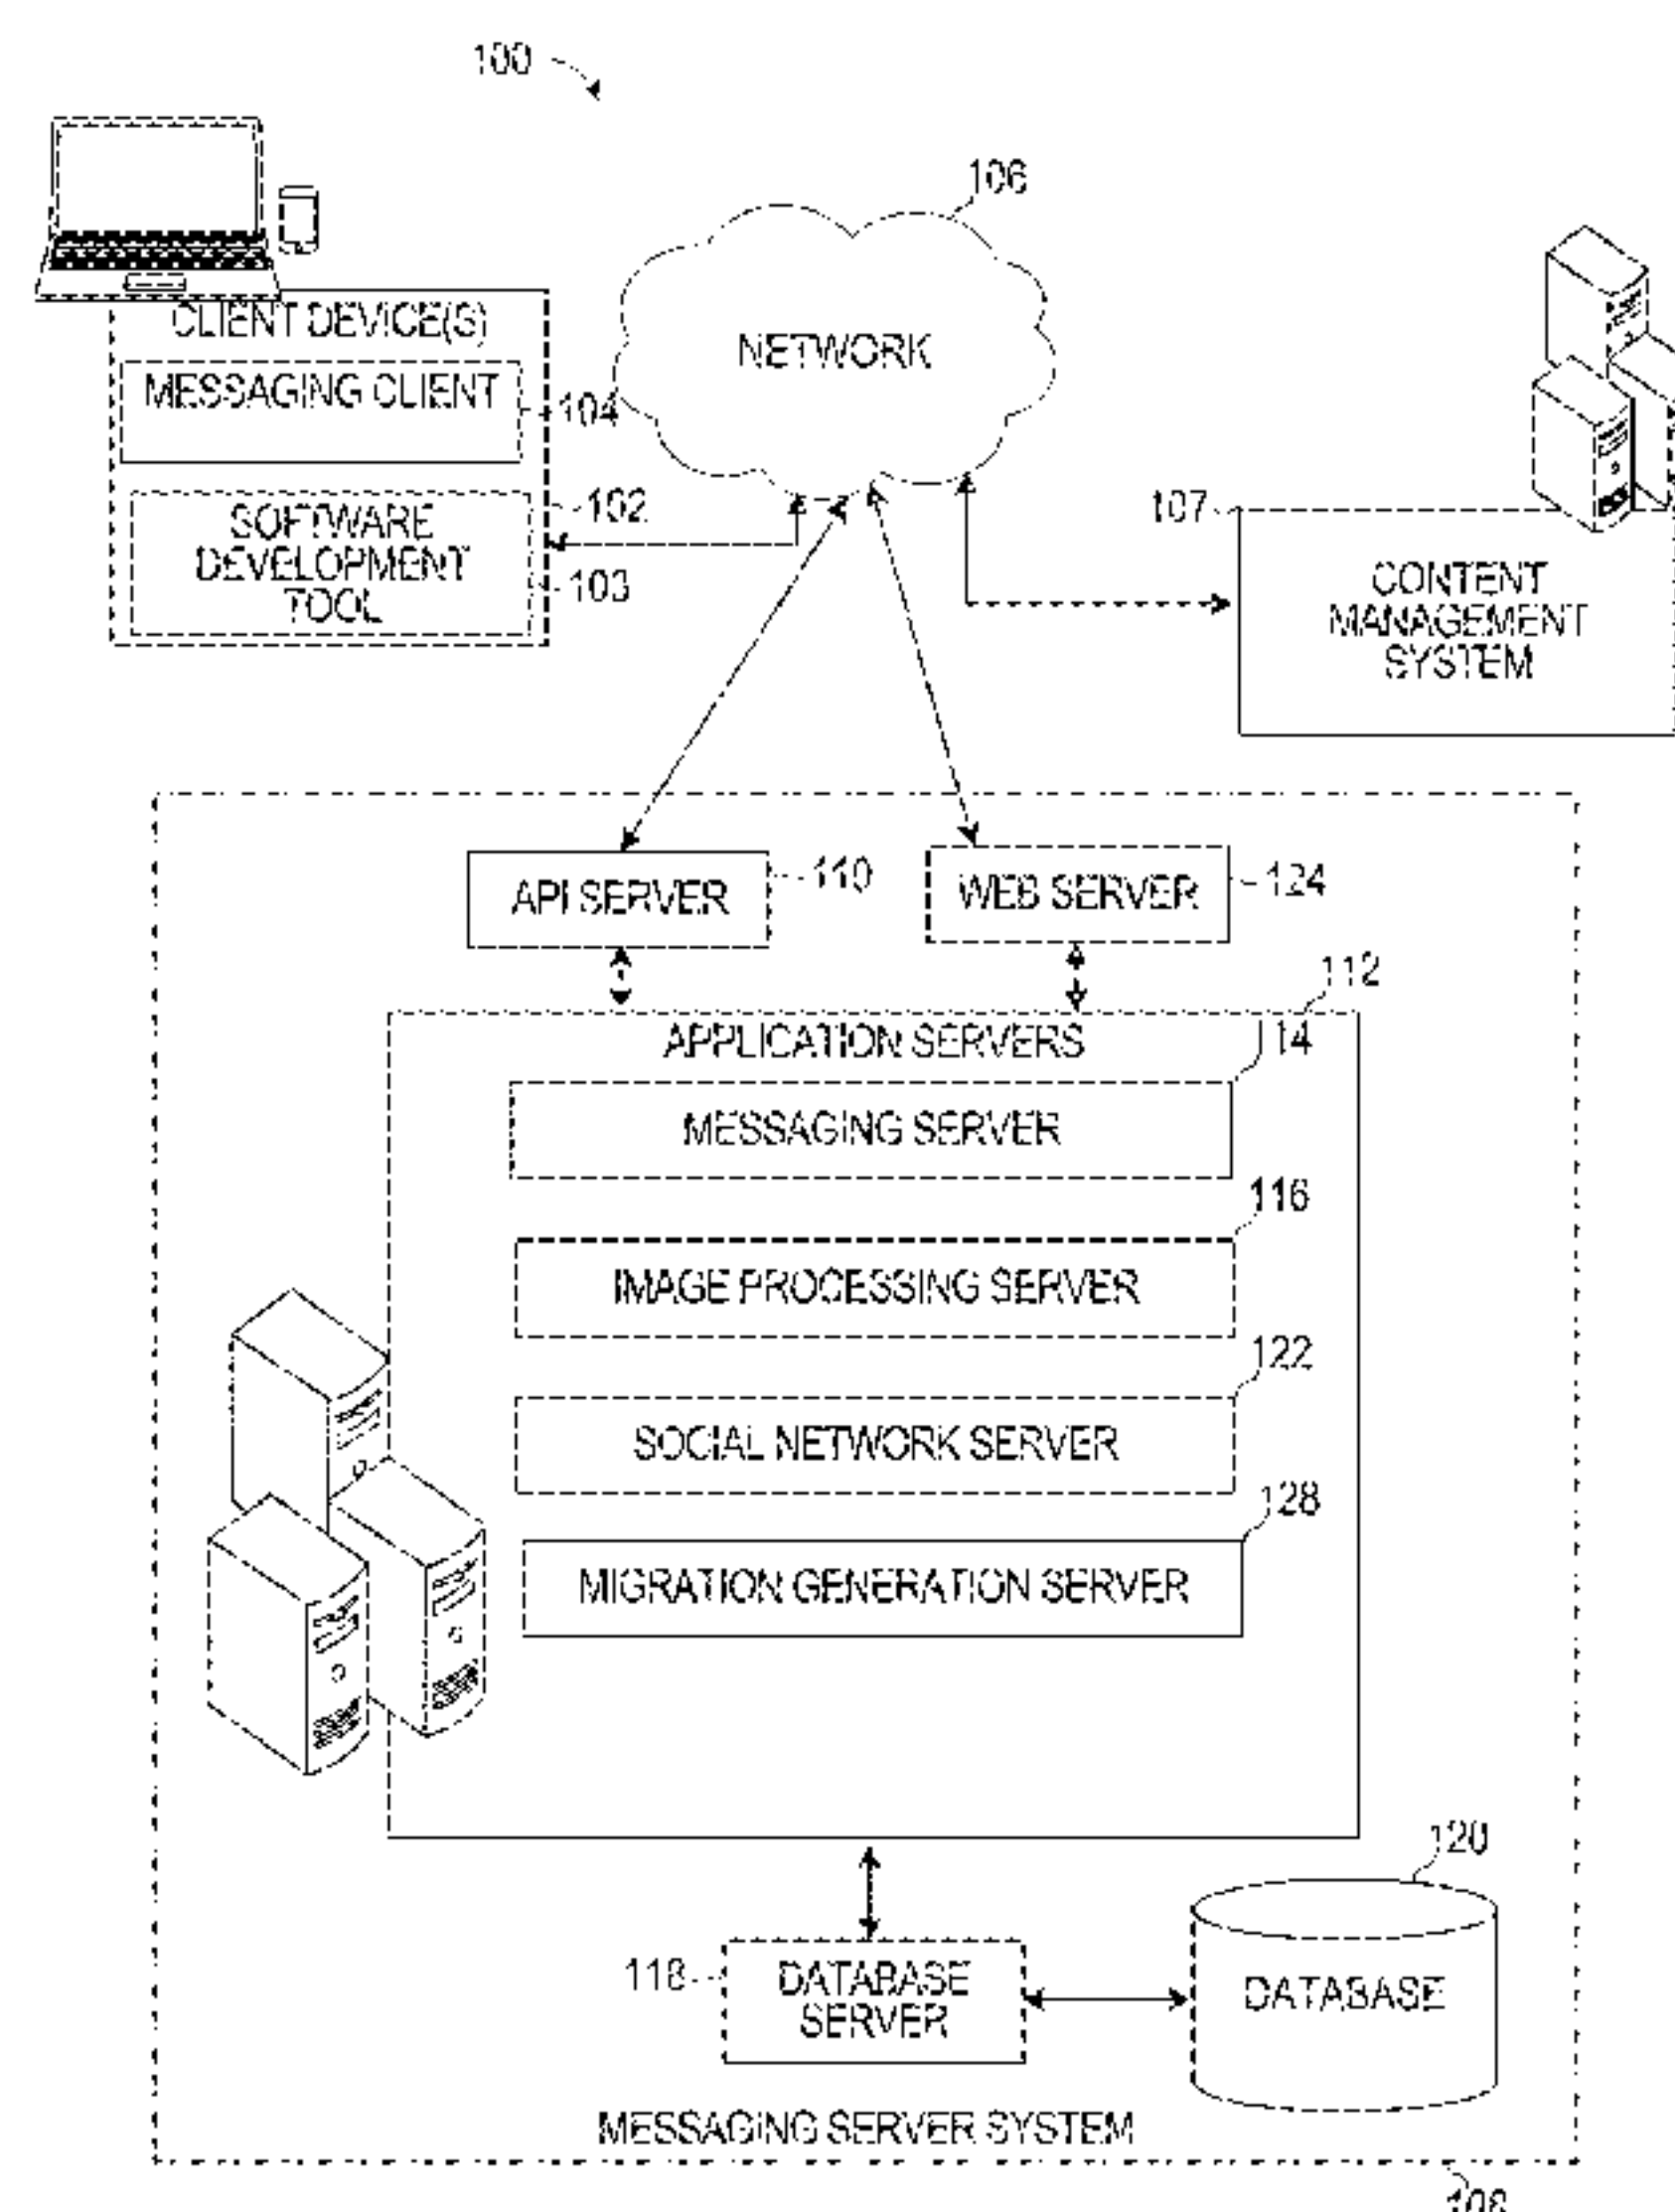 100
106
CLIENT DEVICE(S)
MESSAGING CLIENT
104
NETWORK
102
SOFTWARE
DEVELOPMENT
TOOL
103
107
CONTENT
MANAGEMENT
SYSTEM
API SERVER
110
WEB SERVER
124
112
APPLICATION SERVERS
114
MESSAGING SERVER
116
IMAGE PROCESSING SERVER
122
SOCIAL NETWORK SERVER
128
MIGRATION GENERATION SERVER
120
118
DATABASE
SERVER
DATABASE
MESSAGING SERVER SYSTEM